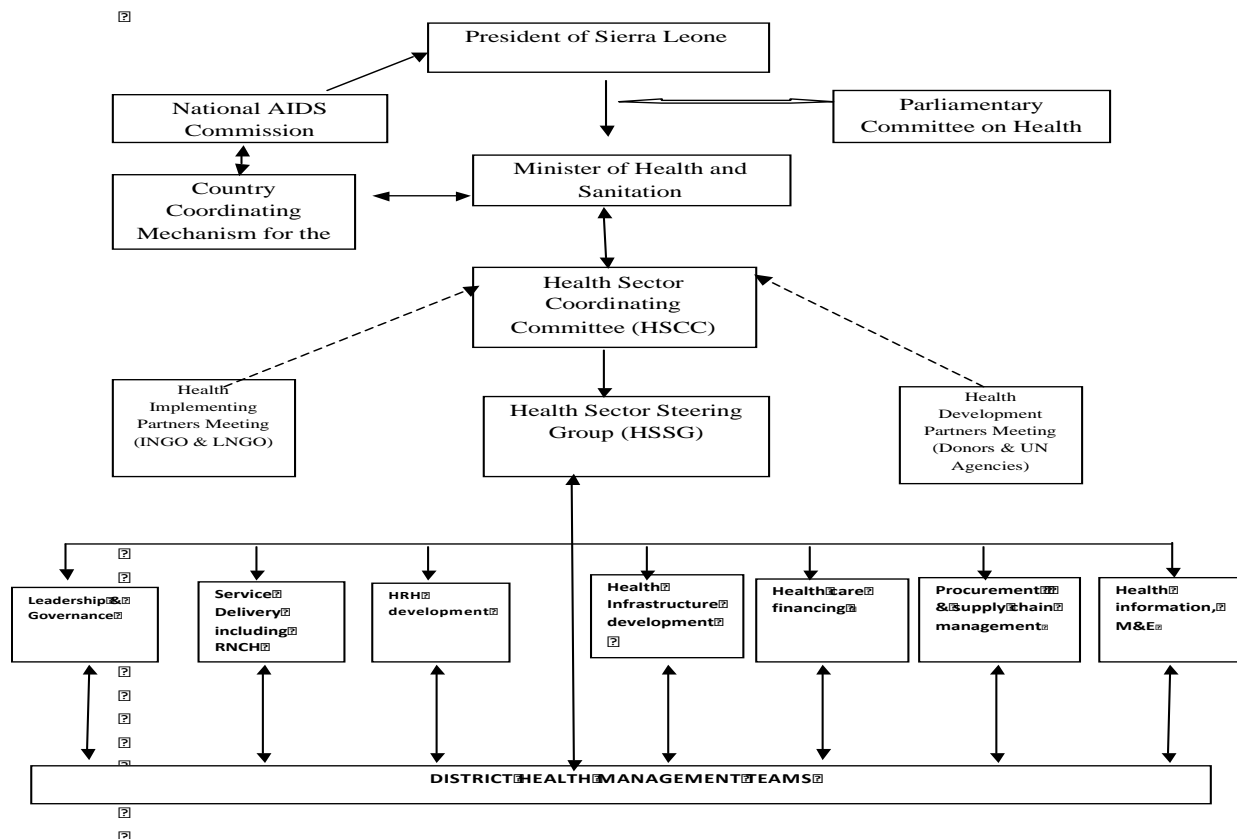 President of Sierra Leone
National AIDS
Commission
Parliamentary
Committee on Health
Minister of Health and
Sanitation
Country
Coordinating
Mechanism for the
Health Sector
Coordinating
Committee (HSCC)
Health
Implementing
Partners Meeting
(INGO & LNGO)
Health Sector Steering
Group (HSSG)
Health
Development
Partners Meeting
(Donors & UN
Agencies)
Leadership &
Governance
Service
Delivery
including
RNCH
HRH
development
Health
Infrastructure
development
Health care
financing
Procurement
& supply chain
management
Health
information,
M&E
DISTRICT HEALTH MANAGEMENT TEAMS